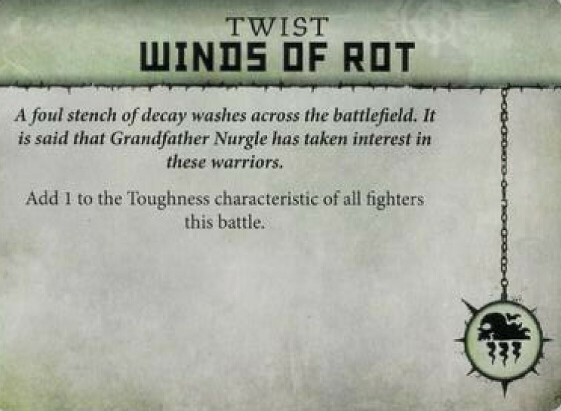 TWIST
WINDS OF ROT
A foul stench of decay washes across the battlefield. It
is said that Grandfather Nurgle has taken interest in
these warriors.
Add 1 to the Toughness characteristic of all fighters
this battle.